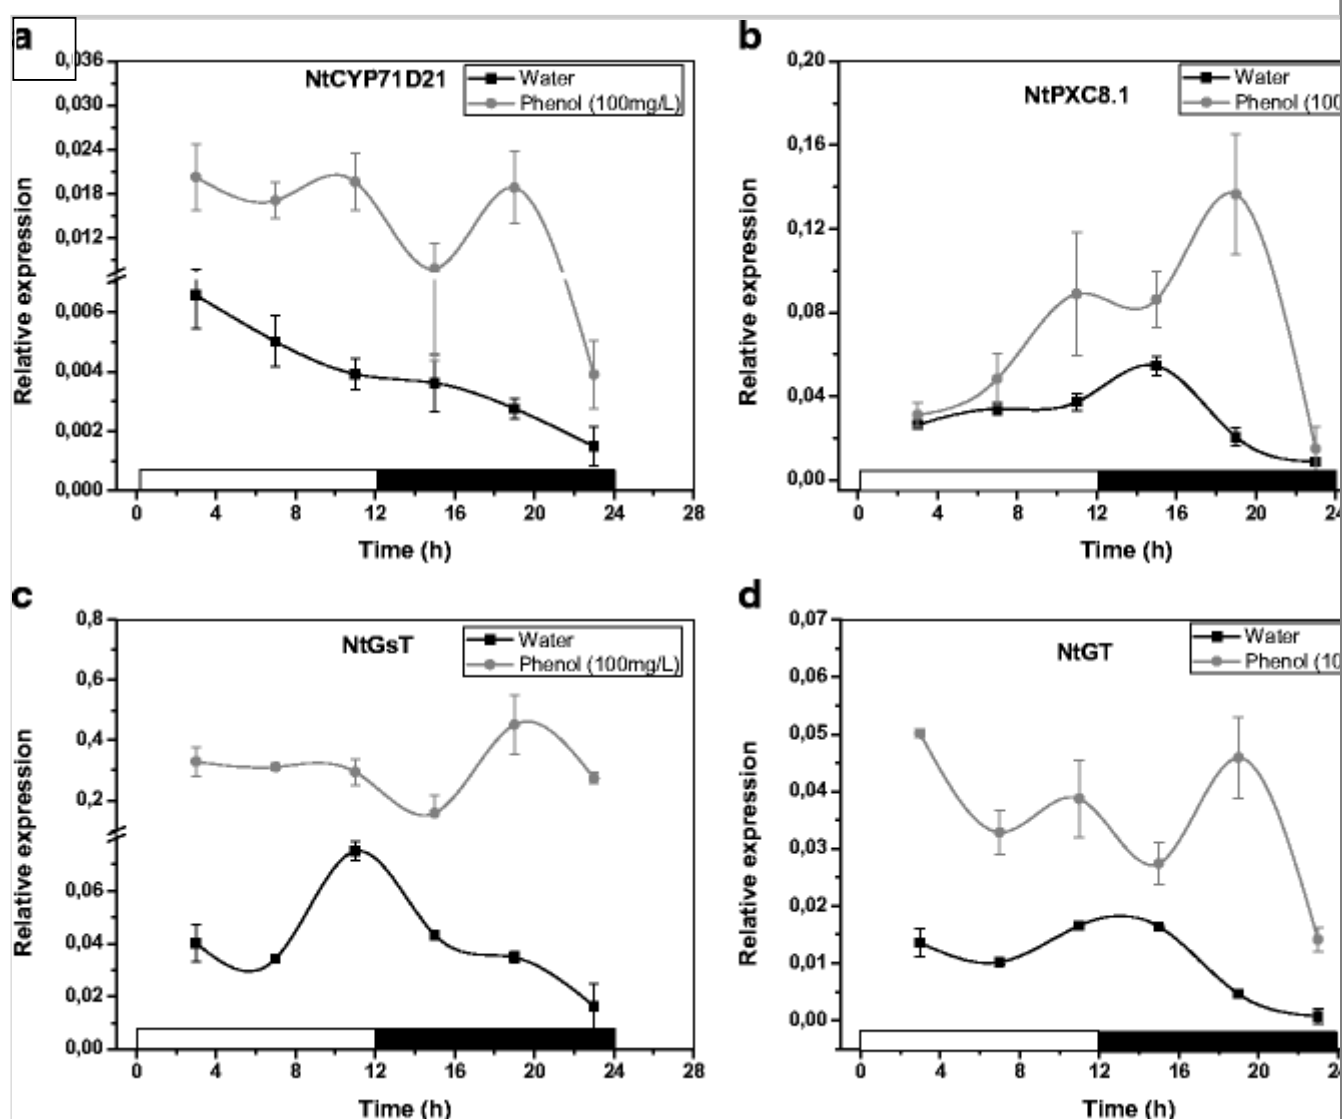 a
0,036
0,030
0,024
0,018
0,012
0,006
0,004
0,002
0,000
Relative expression
NtCYP71D21
Water
Phenol (100mg/L)
0 4 8 12 16 20 24 28
Time (h)
b
0,20
0,16
0,12
0,08
0,04
0,00
Relative expression
NtPXC8.1
Water
Phenol (100
0 4 8 12 16 20 24
Time (h)
c
0,8
0,6
0,4
0,2
0,06
0,04
0,02
0,00
Relative expression
NtGsT
Water
Phenol (100mg/L)
0 4 8 12 16 20 24 28
Time (h)
d
0,07
0,06
0,05
0,04
0,03
0,02
0,01
0,00
Relative expression
NtGT
Water
Phenol (10
0 4 8 12 16 20 24
Time (h)